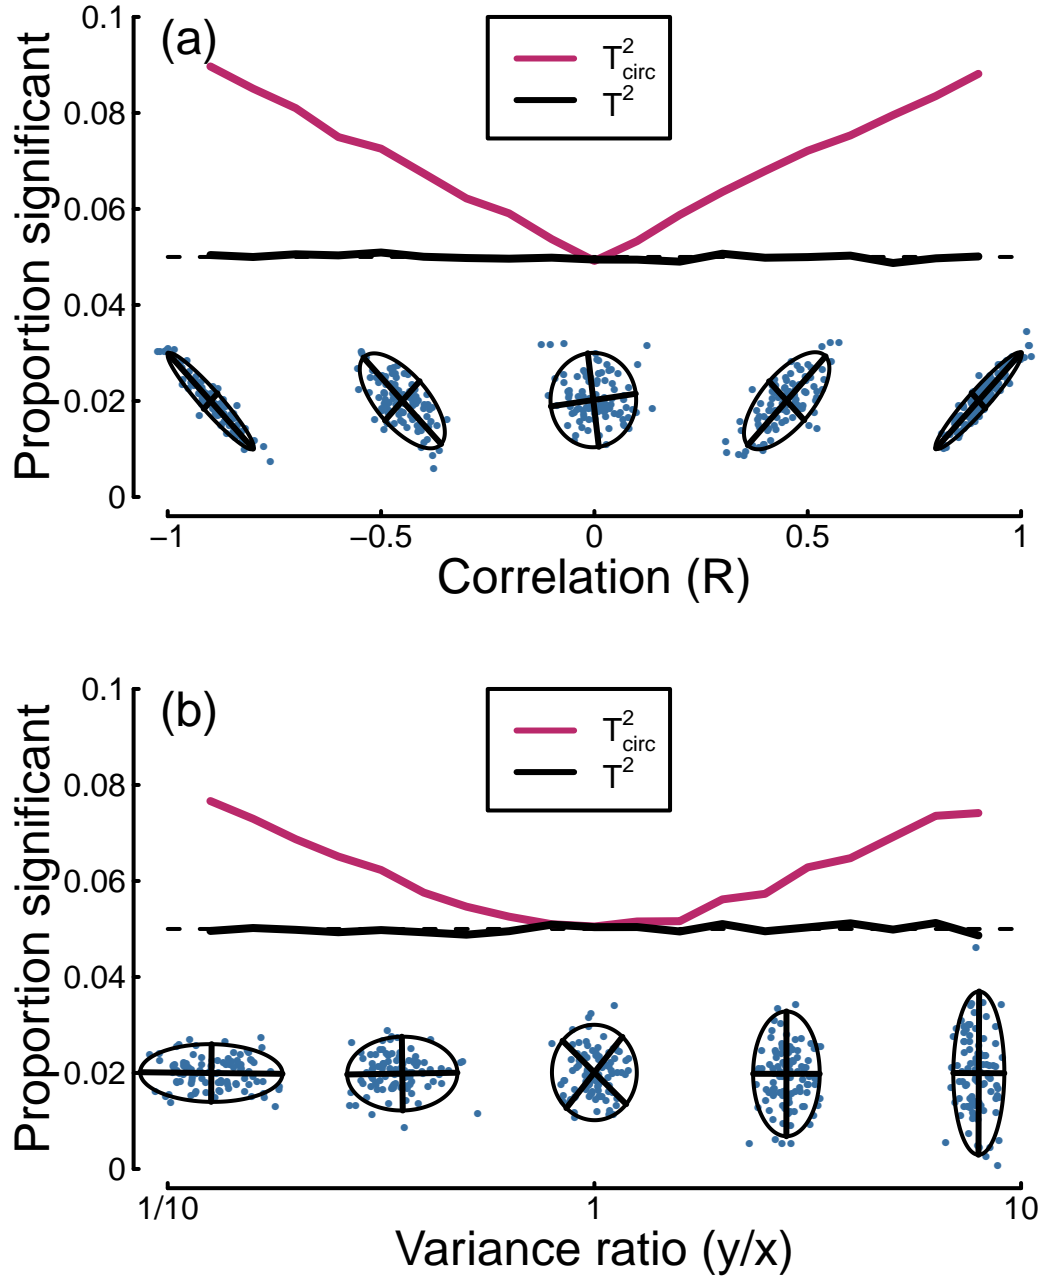 (a)
T²circ
T²
Proportion significant
0.1
0.08
0.06
0.04
0.02
0
−1
−0.5
0
0.5
1
Correlation (R)
(b)
T²circ
T²
Proportion significant
0.1
0.08
0.06
0.04
0.02
0
1/10
1
10
Variance ratio (y/x)